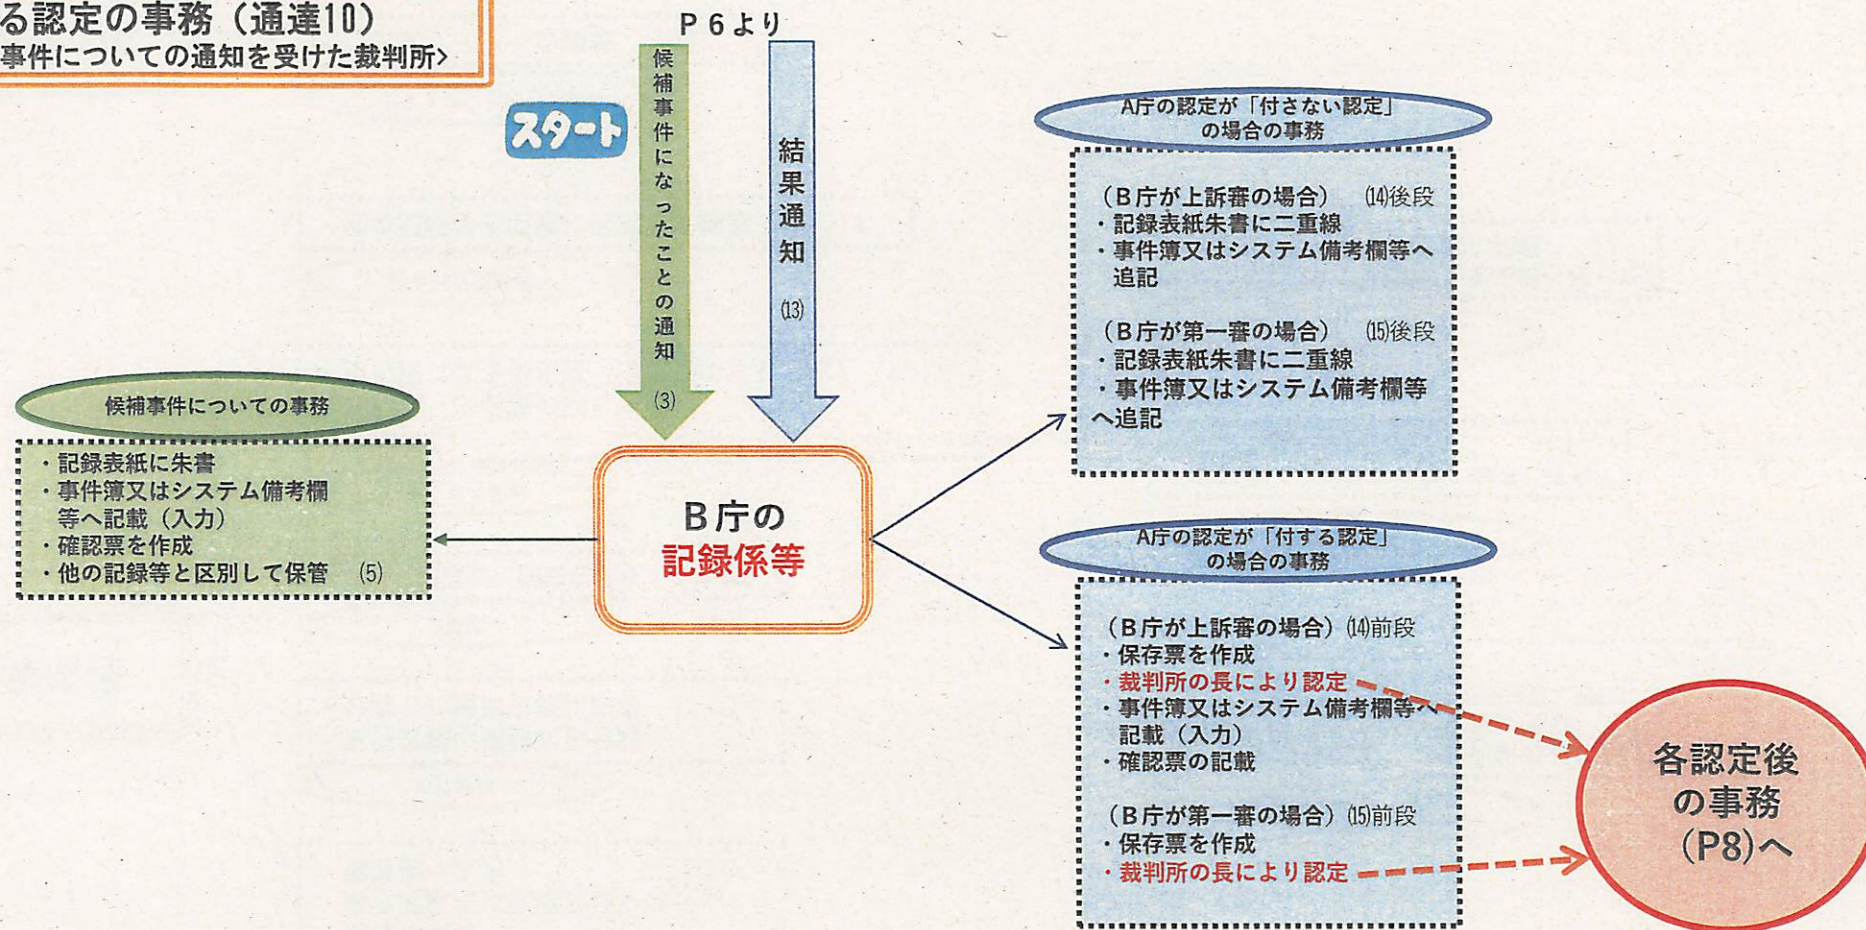 る認定の事務（通達10）
事件についての通知を受けた裁判所>
P６より
スタート
候補事件になったことの通知 (3)
結果通知 (13)
A庁の認定が「付さない認定」
の場合の事務
（B庁が上訴審の場合） (14)後段
・記録表紙朱書に二重線
・事件簿又はシステム備考欄等へ
追記
（B庁が第一審の場合） (15)後段
・記録表紙朱書に二重線
・事件簿又はシステム備考欄等
へ追記
候補事件についての事務
・記録表紙に朱書
・事件簿又はシステム備考欄
等へ記載（入力）
・確認票を作成
・他の記録等と区別して保管 (5)
B庁の
記録係等
A庁の認定が「付する認定」
の場合の事務
（B庁が上訴審の場合）(14)前段
・保存票を作成
・裁判所の長により認定
・事件簿又はシステム備考欄等へ
記載（入力）
・確認票の記載
（B庁が第一審の場合）(15)前段
・保存票を作成
・裁判所の長により認定
各認定後
の事務
(P8)へ